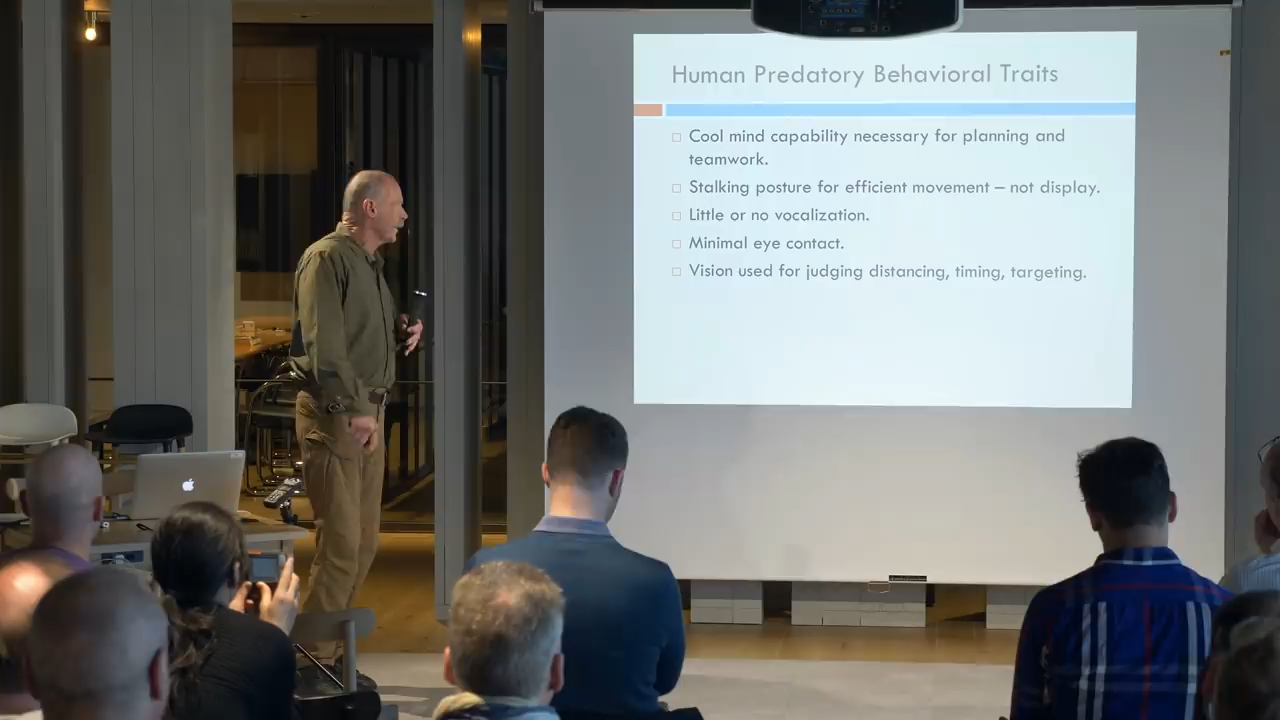 Human Predatory Behavioral Traits
Cool mind capability necessary for planning and
teamwork.
Stalking posture for efficient movement – not display.
Little or no vocalization.
Minimal eye contact.
Vision used for judging distancing, timing, targeting.